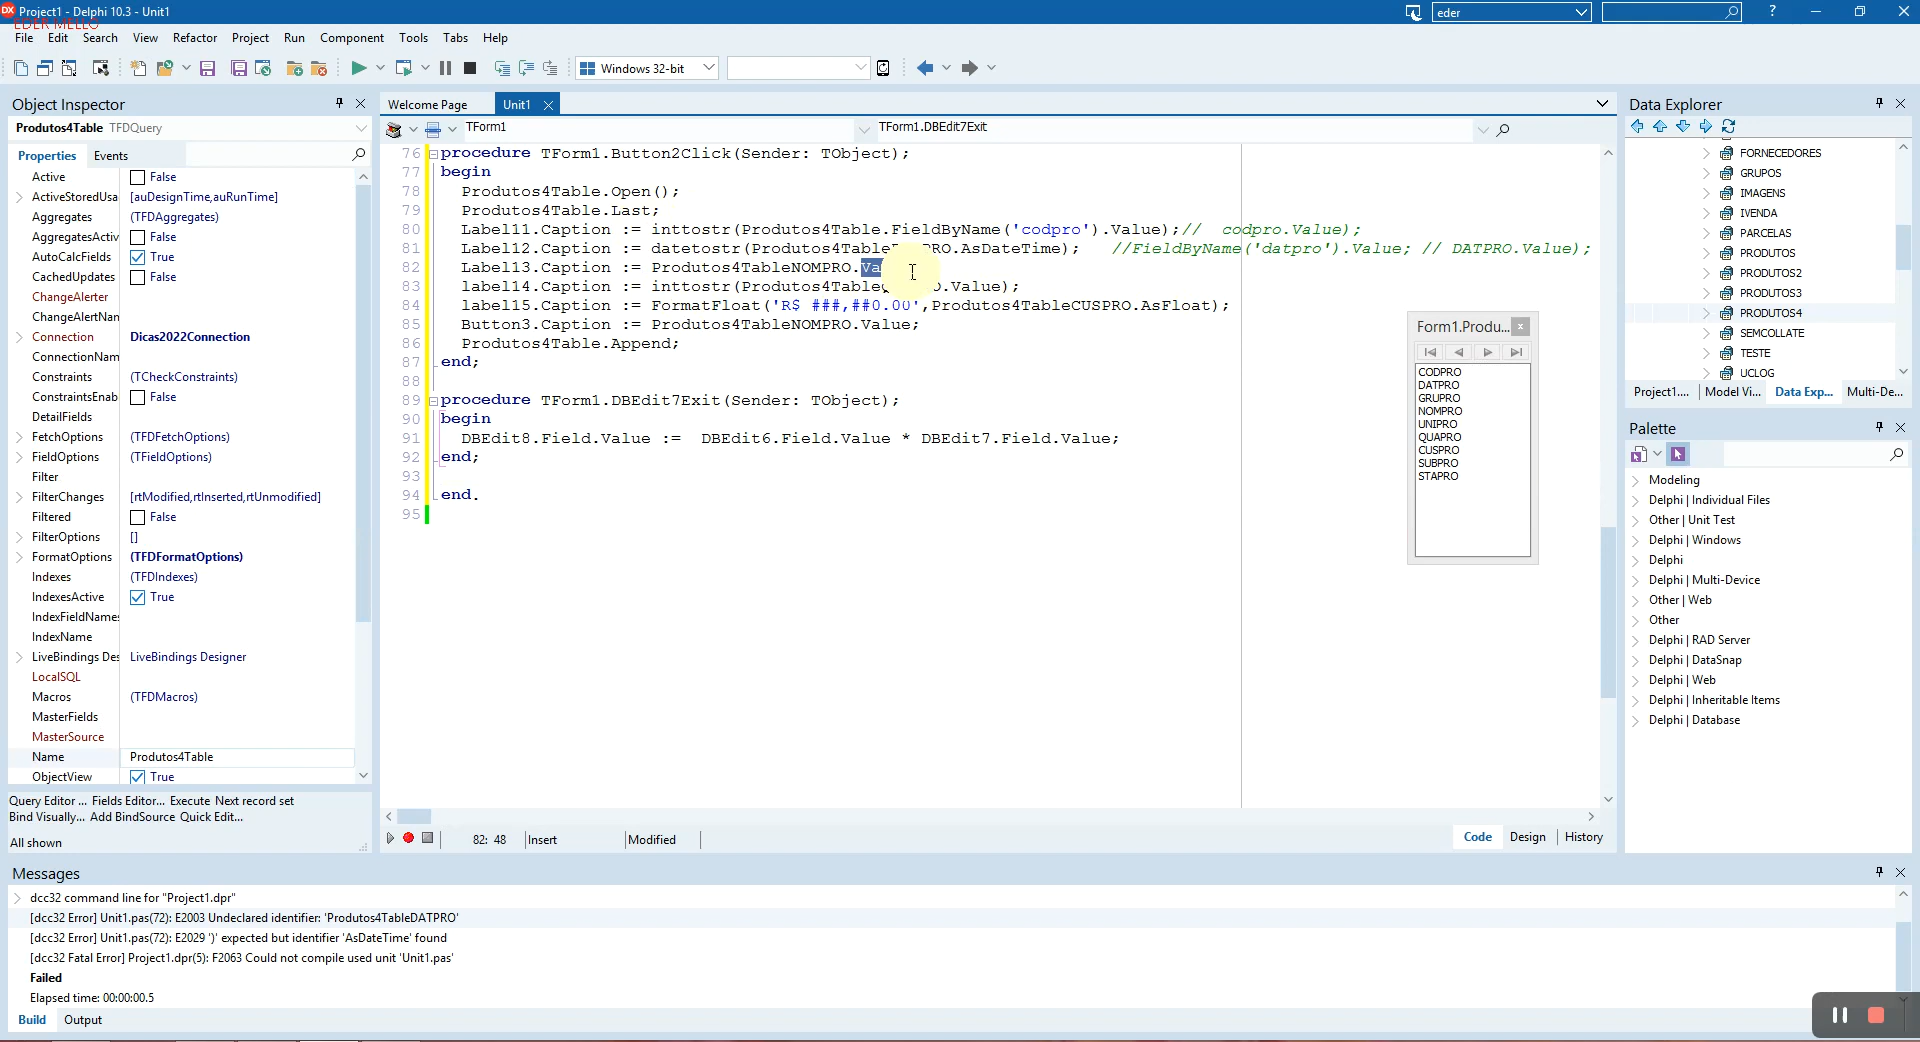 Project1 - Delphi 10.3 - Unit1
eder
?
EDER MELLO
File Edit Search View Refactor Project Run Component Tools Tabs Help
Windows 32-bit
Object Inspector
Produtos4Table TFDQuery
Properties Events
Active False
ActiveStoredUsa [auDesignTime,auRunTime]
Aggregates (TFDAggregates)
AggregatesActiv False
AutoCalcFields True
CachedUpdates False
ChangeAlerter
ChangeAlertNan
Connection Dicas2022Connection
ConnectionNam
Constraints (TCheckConstraints)
ConstraintsEnab False
DetailFields
FetchOptions (TFDFetchOptions)
FieldOptions (TFieldOptions)
Filter
FilterChanges [rtModified,rtInserted,rtUnmodified]
Filtered False
FilterOptions []
FormatOptions (TFDFormatOptions)
Indexes (TFDIndexes)
IndexesActive True
IndexFieldNames
IndexName
LiveBindings Des LiveBindings Designer
LocalSQL
Macros (TFDMacros)
MasterFields
MasterSource
Name Produtos4Table
ObjectView True
Query Editor ... Fields Editor... Execute Next record set
Bind Visually... Add BindSource Quick Edit...
All shown
Welcome Page Unit1
TForm1 TForm1.DBEdit7Exit
76 procedure TForm1.Button2Click(Sender: TObject);
77 begin
78 Produtos4Table.Open();
79 Produtos4Table.Last;
80 Label11.Caption := inttostr(Produtos4Table.FieldByName('codpro').Value);// codpro.Value);
81 Label12.Caption := datetostr(Produtos4Table PRO.AsDateTime); //FieldByName('datpro').Value; // DATPRO.Value);
82 Label13.Caption := Produtos4TableNOMPRO.Va
83 label14.Caption := inttostr(Produtos4Table .Value);
84 label15.Caption := FormatFloat('R$ ###,##0.00',Produtos4TableCUSPRO.AsFloat);
85 Button3.Caption := Produtos4TableNOMPRO.Value;
86 Produtos4Table.Append;
87 end;
88
89 procedure TForm1.DBEdit7Exit(Sender: TObject);
90 begin
91 DBEdit8.Field.Value := DBEdit6.Field.Value * DBEdit7.Field.Value;
92 end;
93
94 end.
95
Form1.Produ...
CODPRO
DATPRO
GRUPRO
NOMPRO
UNIPRO
QUAPRO
CUSPRO
SUBPRO
STAPRO
82: 48 Insert Modified
Code Design History
Data Explorer
FORNECEDORES
GRUPOS
IMAGENS
IVENDA
PARCELAS
PRODUTOS
PRODUTOS2
PRODUTOS3
PRODUTOS4
SEMCOLLATE
TESTE
UCLOG
Project1.... Model Vi... Data Exp... Multi-De...
Palette
Modeling
Delphi | Individual Files
Other | Unit Test
Delphi | Windows
Delphi
Delphi | Multi-Device
Other | Web
Other
Delphi | RAD Server
Delphi | DataSnap
Delphi | Web
Delphi | Inheritable Items
Delphi | Database
Messages
dcc32 command line for "Project1.dpr"
[dcc32 Error] Unit1.pas(72): E2003 Undeclared identifier: 'Produtos4TableDATPRO'
[dcc32 Error] Unit1.pas(72): E2029 ')' expected but identifier 'AsDateTime' found
[dcc32 Fatal Error] Project1.dpr(5): F2063 Could not compile used unit 'Unit1.pas'
Failed
Elapsed time: 00:00:00.5
Build Output